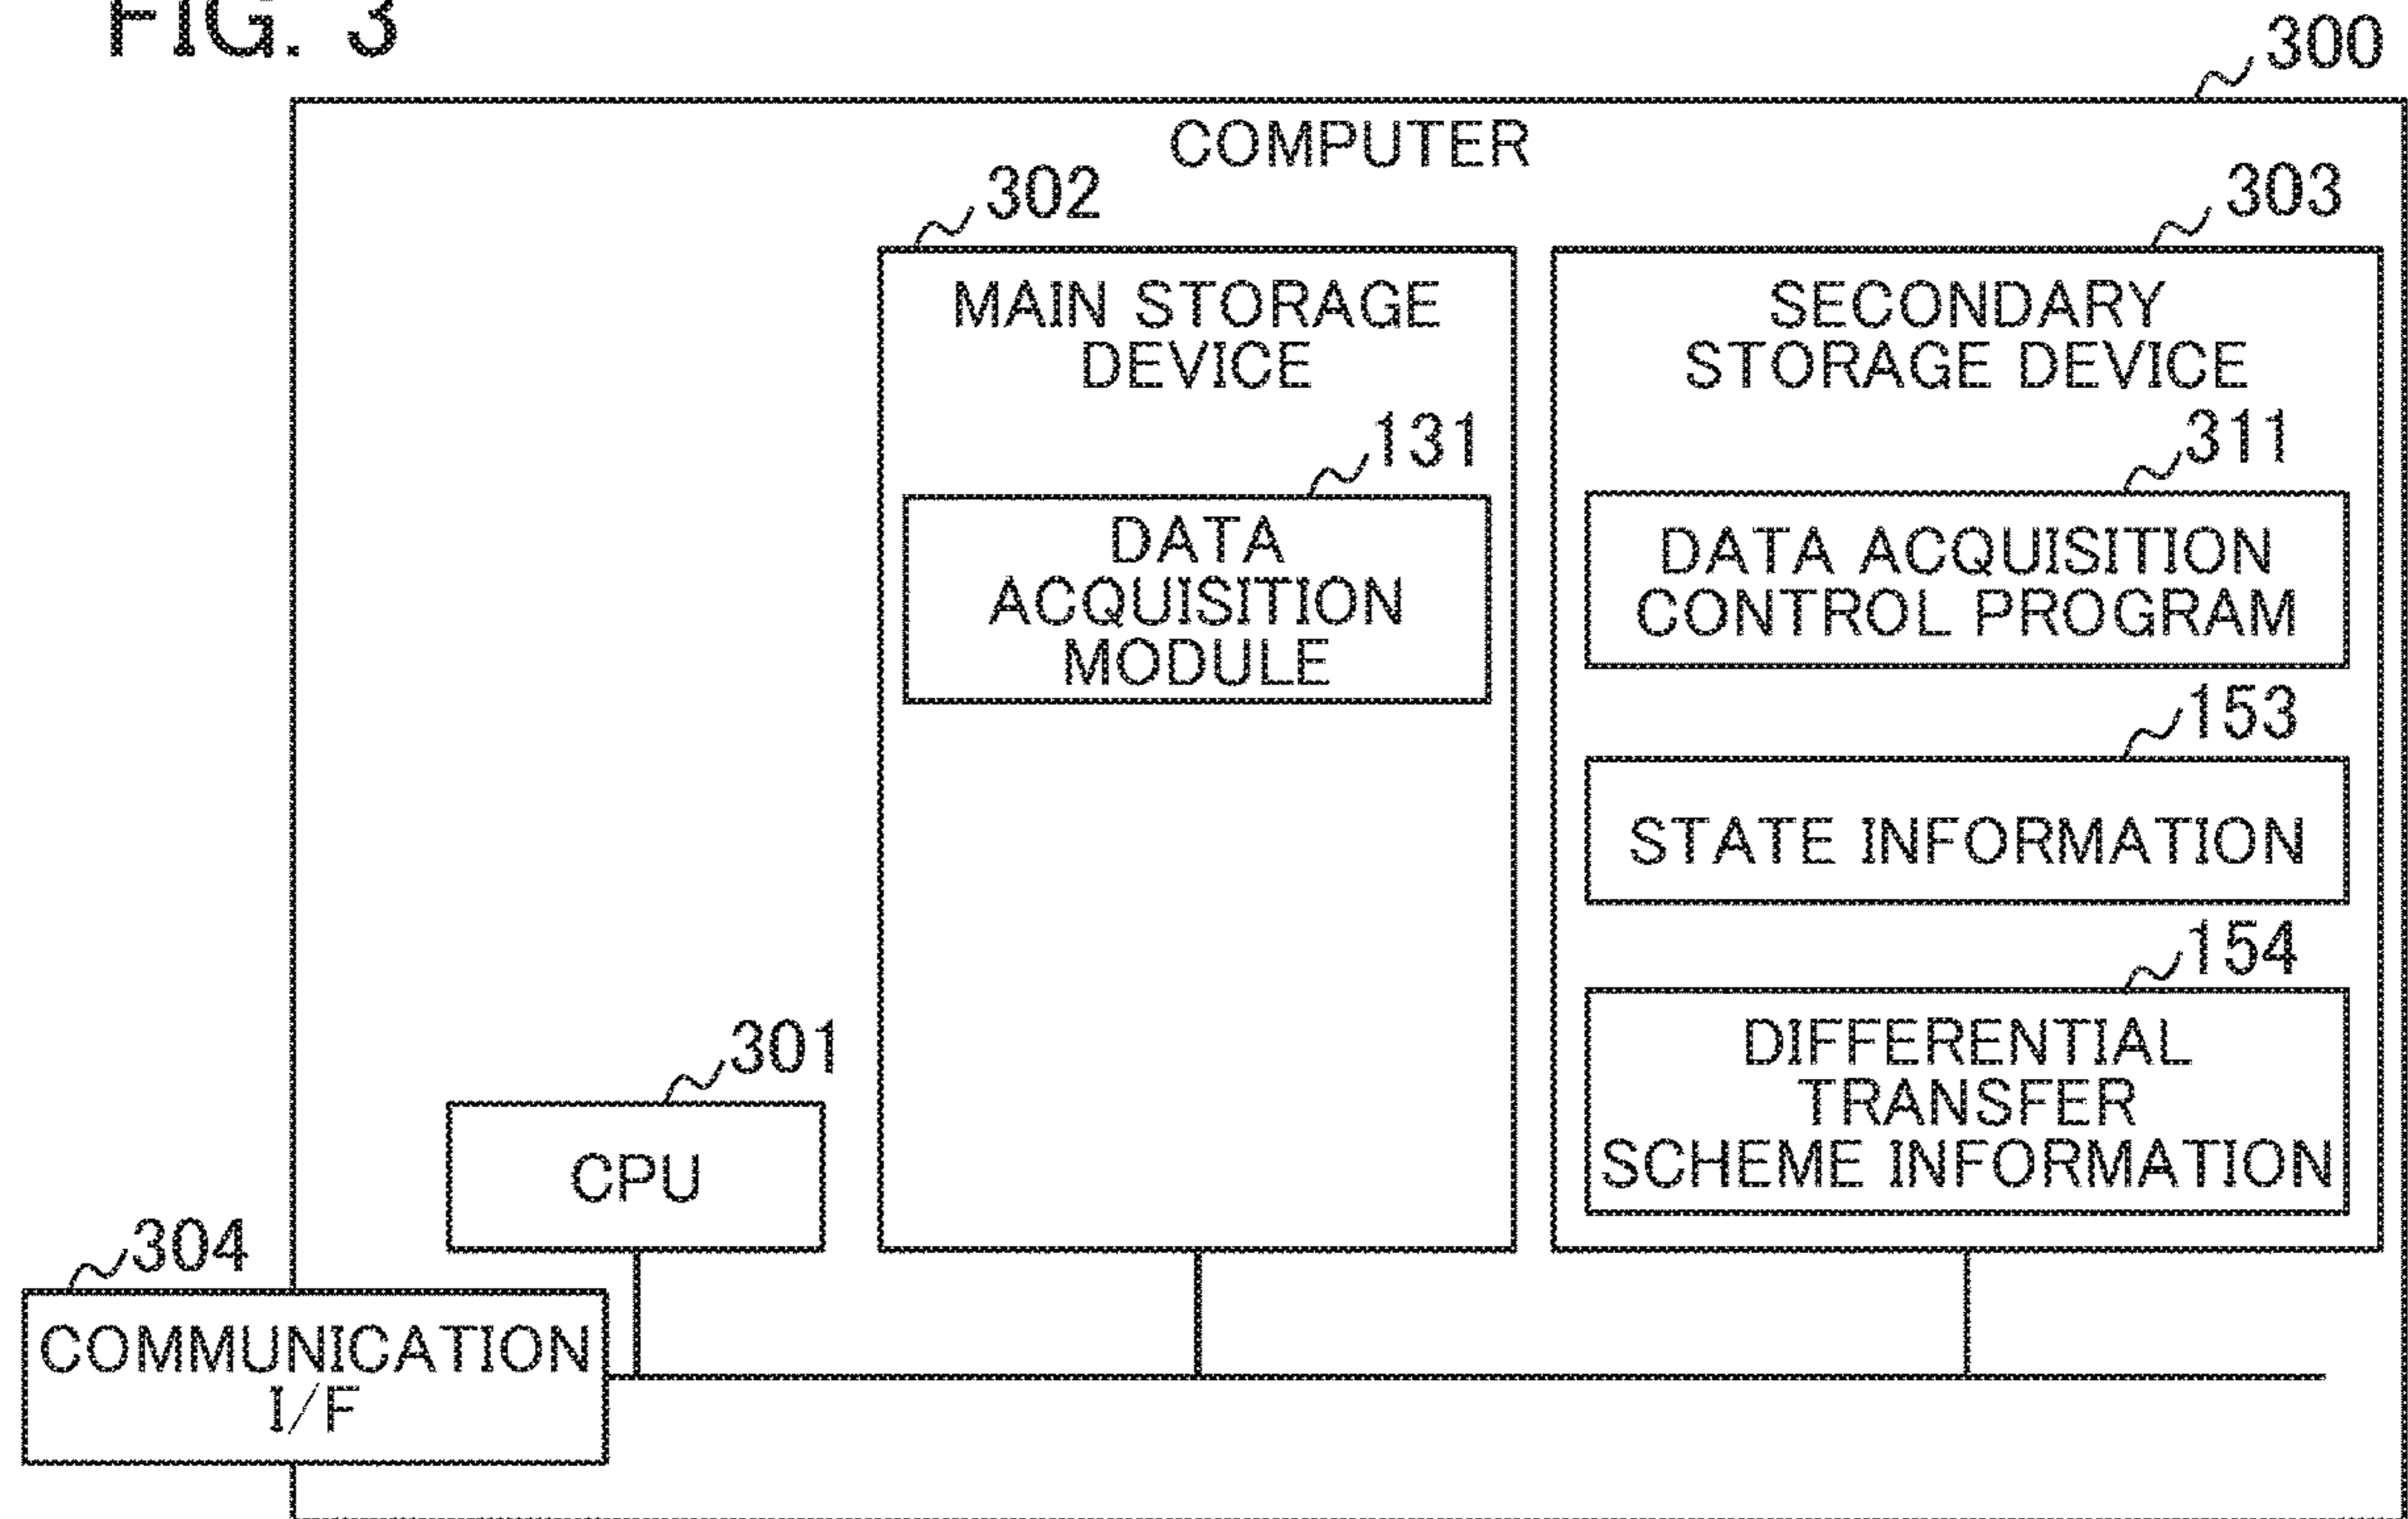 FIG. 3
300
COMPUTER
302
303
MAIN STORAGE
DEVICE
SECONDARY
STORAGE DEVICE
131
311
DATA
ACQUISITION
MODULE
DATA ACQUISITION
CONTROL PROGRAM
153
STATE INFORMATION
154
DIFFERENTIAL
TRANSFER
SCHEME INFORMATION
301
CPU
304
COMMUNICATION
I/F